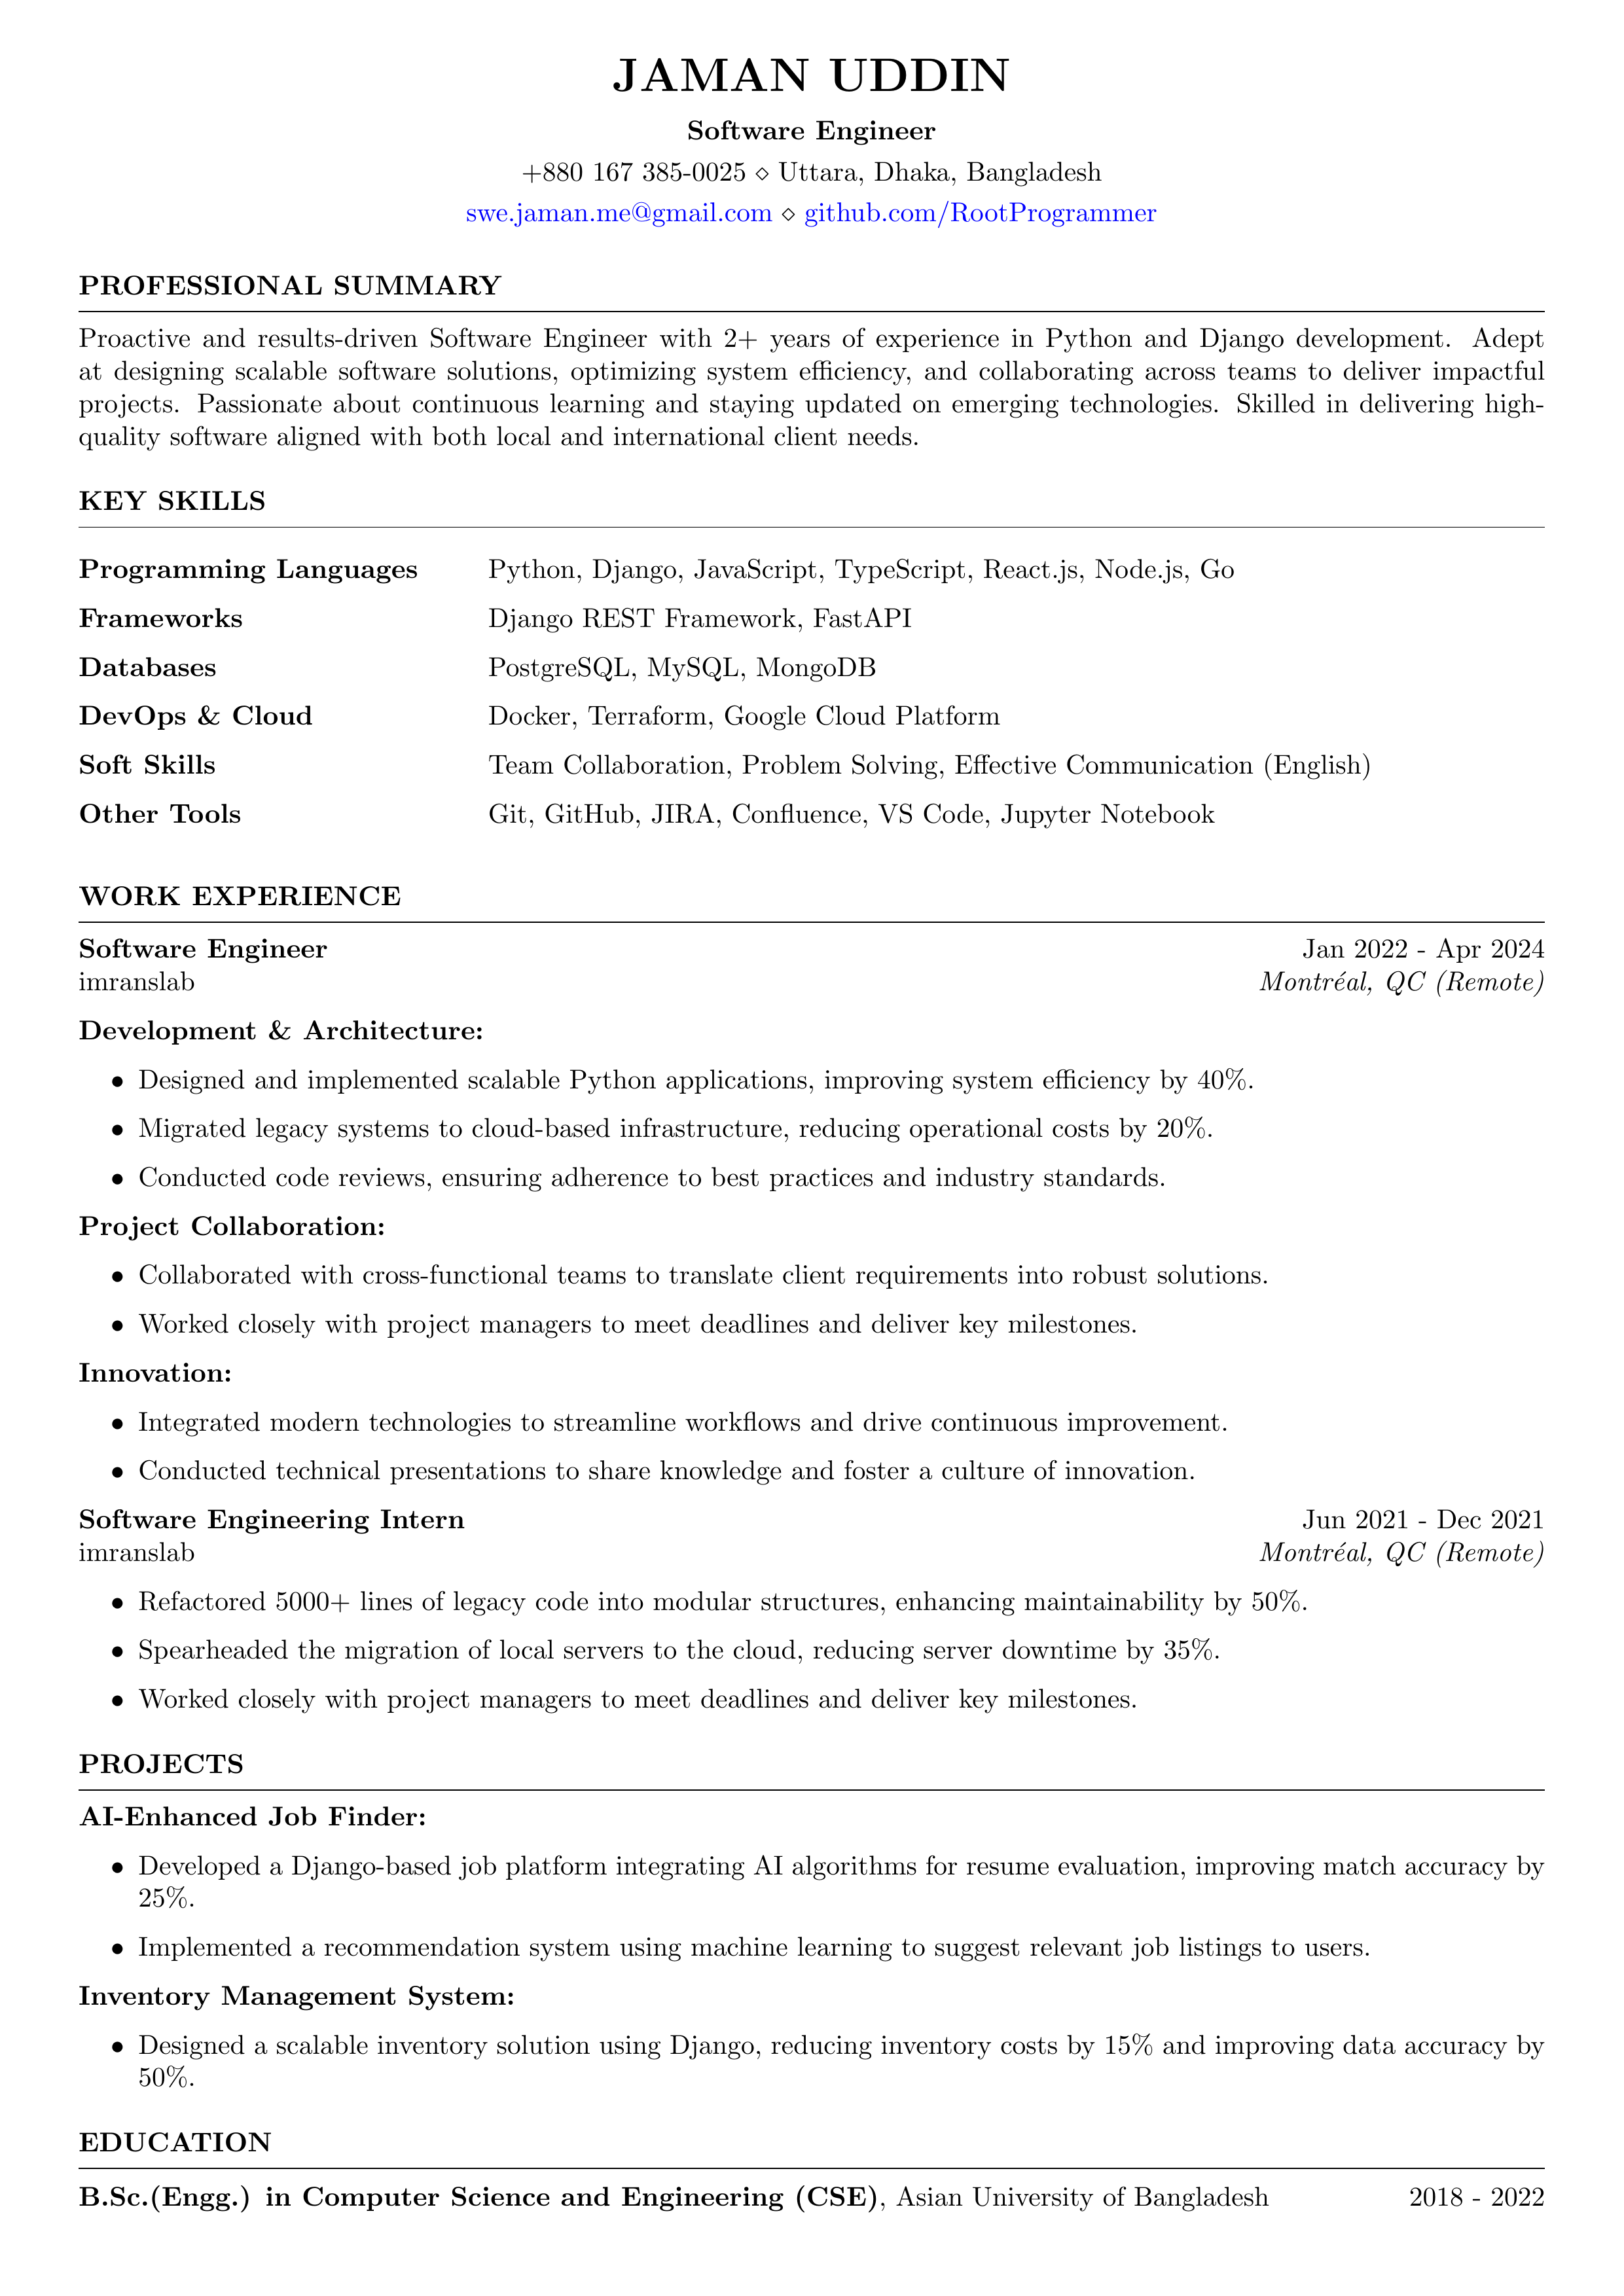 JAMAN UDDIN
Software Engineer
+880 167 385-0025 ⋄ Uttara, Dhaka, Bangladesh
swe.jaman.me@gmail.com ⋄ github.com/RootProgrammer
PROFESSIONAL SUMMARY
Proactive and results-driven Software Engineer with 2+ years of experience in Python and Django development. Adept
at designing scalable software solutions, optimizing system efficiency, and collaborating across teams to deliver impactful
projects. Passionate about continuous learning and staying updated on emerging technologies. Skilled in delivering high-
quality software aligned with both local and international client needs.
KEY SKILLS
Programming Languages Python, Django, JavaScript, TypeScript, React.js, Node.js, Go
Frameworks Django REST Framework, FastAPI
Databases PostgreSQL, MySQL, MongoDB
DevOps & Cloud Docker, Terraform, Google Cloud Platform
Soft Skills Team Collaboration, Problem Solving, Effective Communication (English)
Other Tools Git, GitHub, JIRA, Confluence, VS Code, Jupyter Notebook
WORK EXPERIENCE
Software Engineer Jan 2022 - Apr 2024
imranslab Montréal, QC (Remote)
Development & Architecture:
• Designed and implemented scalable Python applications, improving system efficiency by 40%.
• Migrated legacy systems to cloud-based infrastructure, reducing operational costs by 20%.
• Conducted code reviews, ensuring adherence to best practices and industry standards.
Project Collaboration:
• Collaborated with cross-functional teams to translate client requirements into robust solutions.
• Worked closely with project managers to meet deadlines and deliver key milestones.
Innovation:
• Integrated modern technologies to streamline workflows and drive continuous improvement.
• Conducted technical presentations to share knowledge and foster a culture of innovation.
Software Engineering Intern Jun 2021 - Dec 2021
imranslab Montréal, QC (Remote)
• Refactored 5000+ lines of legacy code into modular structures, enhancing maintainability by 50%.
• Spearheaded the migration of local servers to the cloud, reducing server downtime by 35%.
• Worked closely with project managers to meet deadlines and deliver key milestones.
PROJECTS
AI-Enhanced Job Finder:
• Developed a Django-based job platform integrating AI algorithms for resume evaluation, improving match accuracy by
25%.
• Implemented a recommendation system using machine learning to suggest relevant job listings to users.
Inventory Management System:
• Designed a scalable inventory solution using Django, reducing inventory costs by 15% and improving data accuracy by
50%.
EDUCATION
B.Sc.(Engg.) in Computer Science and Engineering (CSE), Asian University of Bangladesh 2018 - 2022